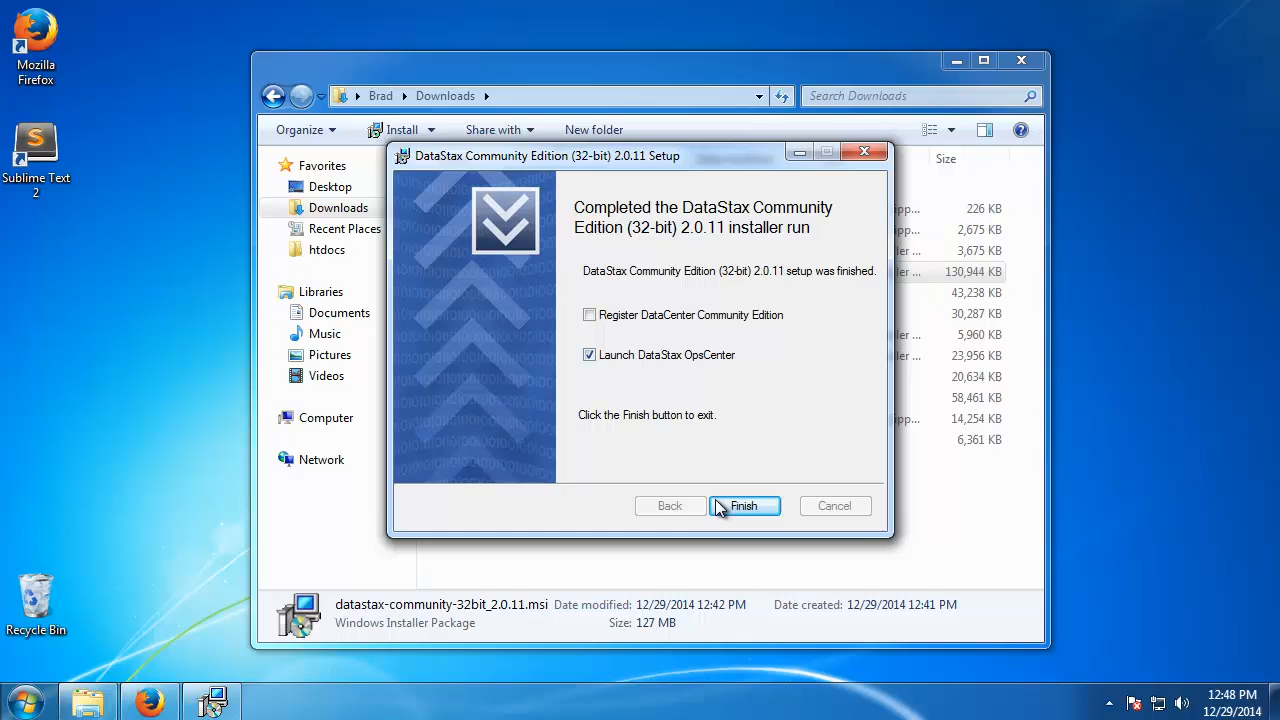 Mozilla
Firefox
Sublime Text
2
Recycle Bin
Brad
Downloads
Search Downloads
Organize
Install
Share with
New folder
Size
Favorites
Desktop
Downloads
Recent Places
htdocs
Libraries
Documents
Music
Pictures
Videos
Computer
Network
226 KB
2,675 KB
3,675 KB
130,944 KB
43,238 KB
30,287 KB
5,960 KB
23,956 KB
20,634 KB
58,461 KB
14,254 KB
6,361 KB
DataStax Community Edition (32-bit) 2.0.11 Setup
Completed the DataStax Community
Edition (32-bit) 2.0.11 installer run
DataStax Community Edition (32-bit) 2.0.11 setup was finished.
Register DataCenter Community Edition
Launch DataStax OpsCenter
Click the Finish button to exit.
Back
Finish
Cancel
datastax-community-32bit_2.0.11.msi Date modified: 12/29/2014 12:42 PM Date created: 12/29/2014 12:41 PM
Windows Installer Package Size: 127 MB
12:48 PM
12/29/2014